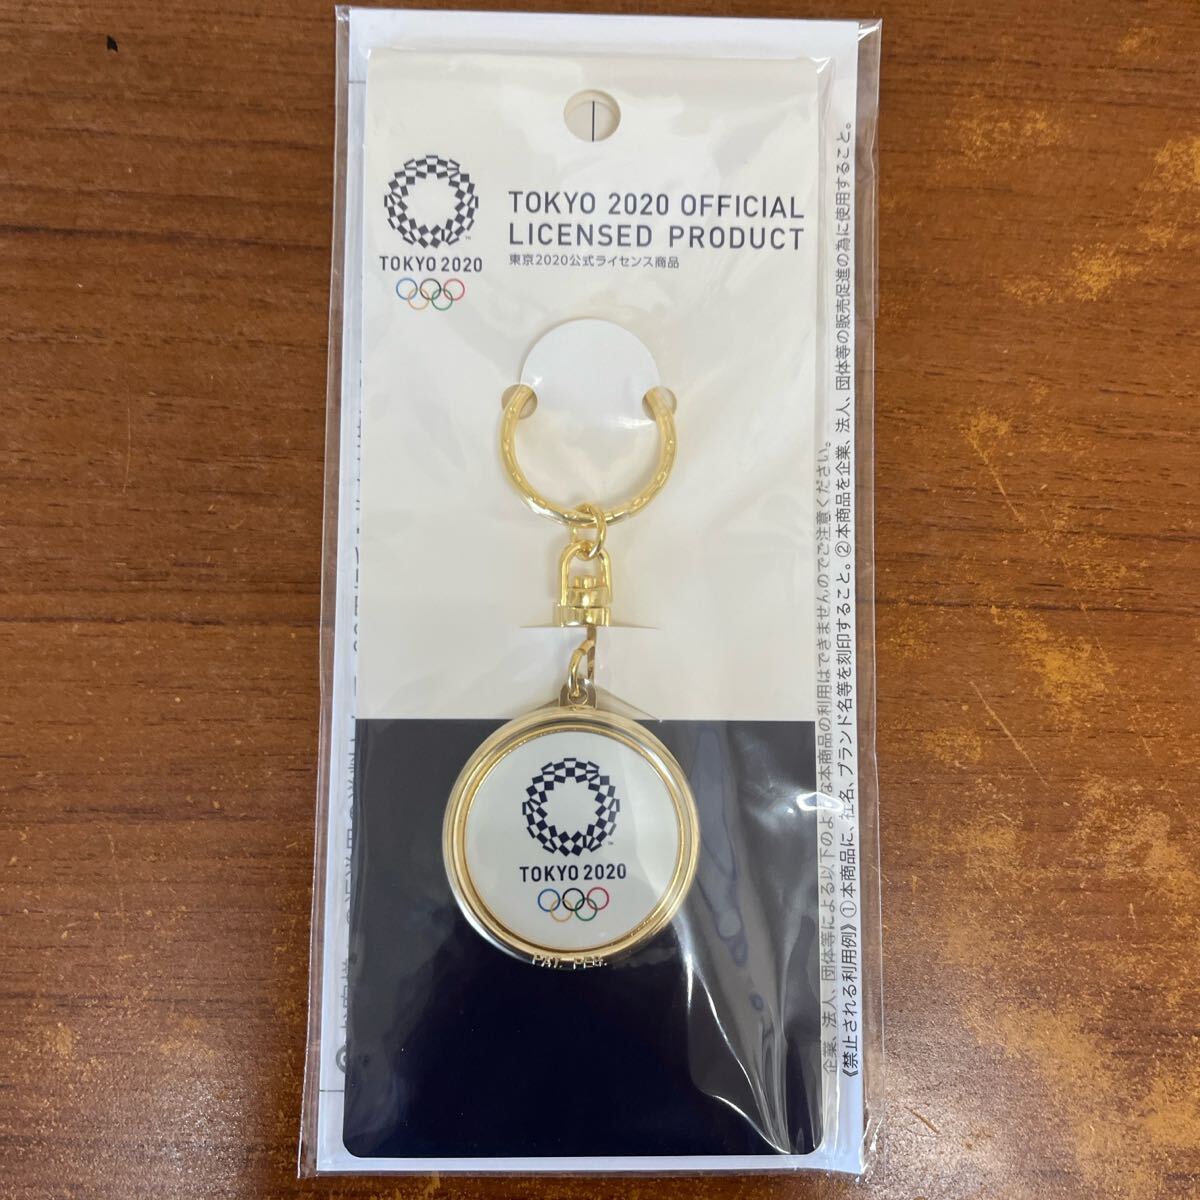 TOKYO 2020 OFFICIAL
LICENSED PRODUCT
東京2020公式ライセンス商品
TOKYO 2020
TOKYO 2020
PAT. PEG.
企業、法人、団体等による以下のような本商品の利用はできませんのでご注意ください。
《禁止される利用例》①本商品に、社名、ブランド名等を刻印すること。②本商品を企業、法人、団体等の販売促進の為に使用すること。